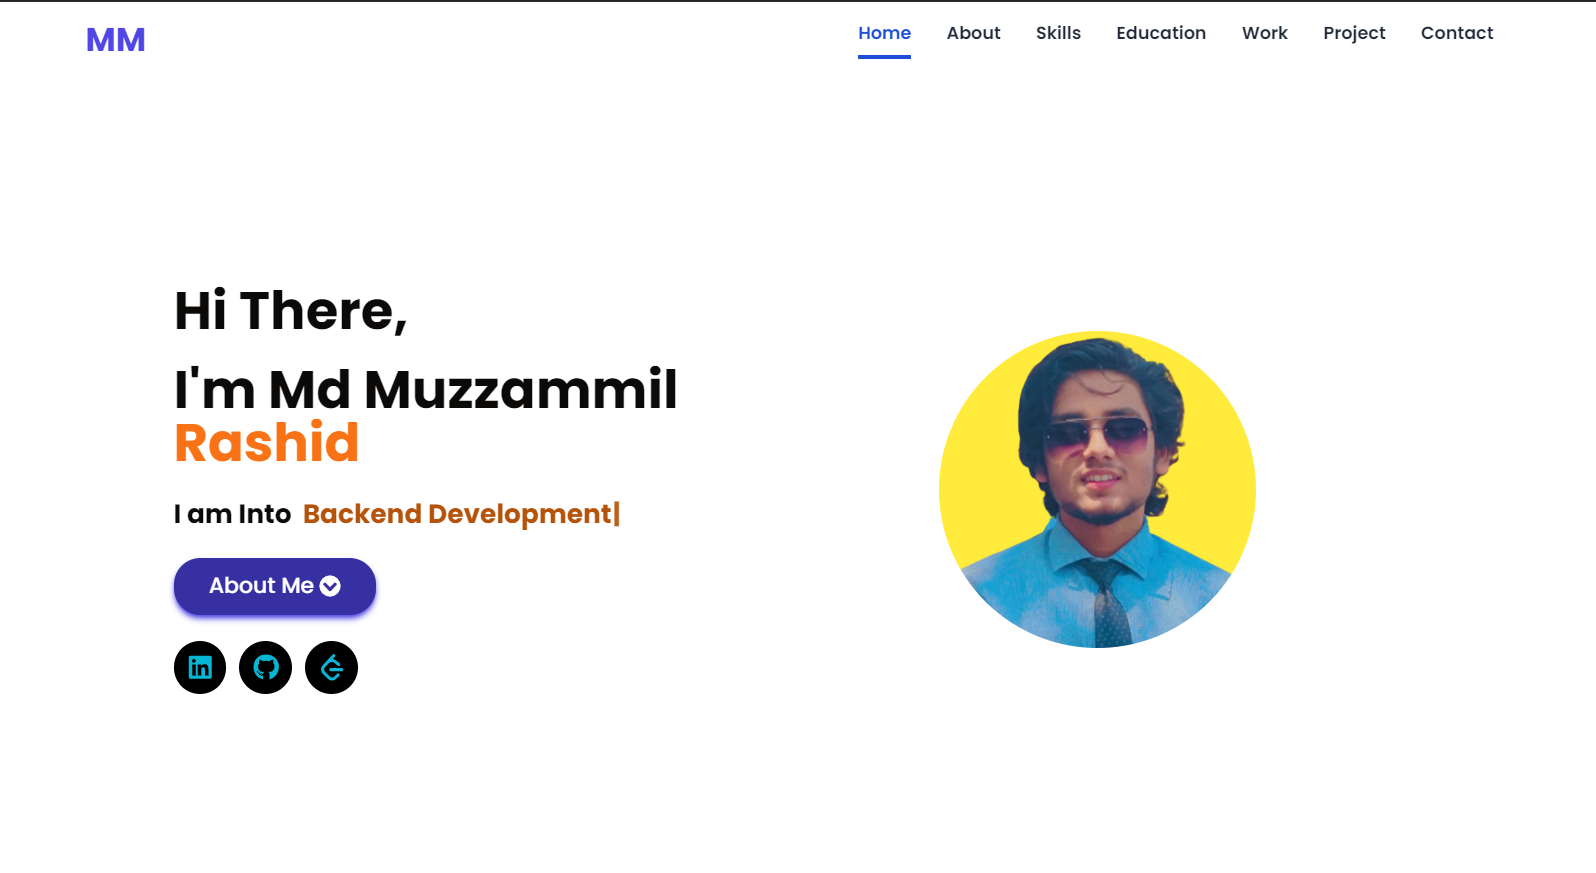 MM
Home About Skills Education Work Project Contact
Hi There,
I'm Md Muzzammil
Rashid
I am Into Backend Development|
About Me
in